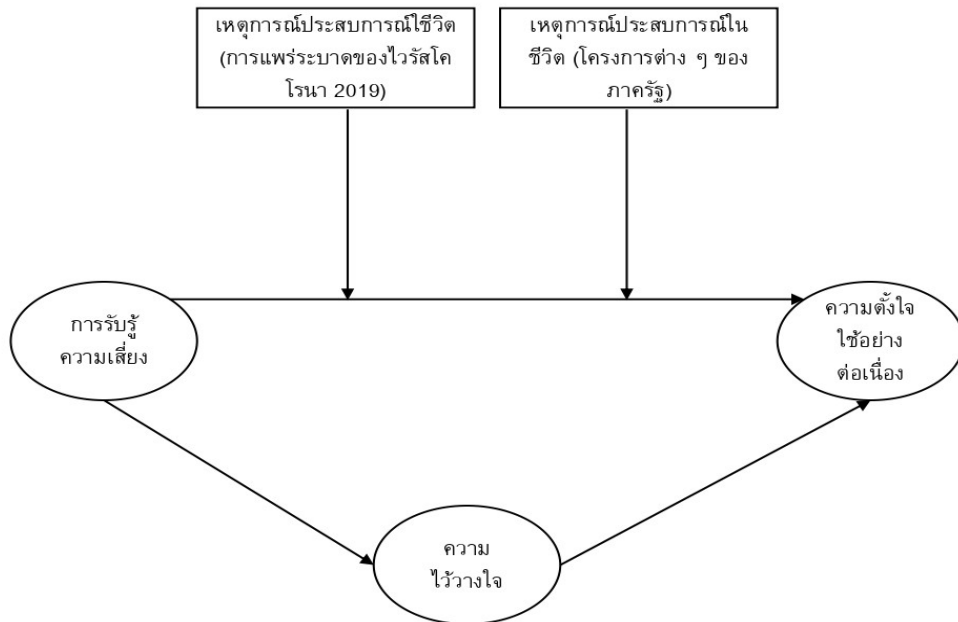 เหตุการณ์ประสบการณ์ใช้ชีวิต
(การแพร่ระบาดของไวรัสโค
โรนา 2019)
เหตุการณ์ประสบการณ์ใน
ชีวิต (โครงการต่าง ๆ ของ
ภาครัฐ)
การรับรู้
ความเสี่ยง
ความตั้งใจ
ใช้อย่าง
ต่อเนื่อง
ความ
ไว้วางใจ